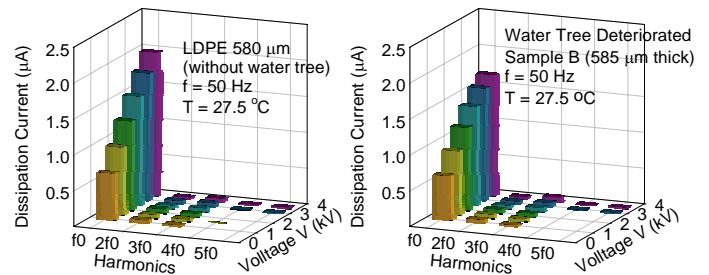 Dissipation Current (μA)
2.5
2.0
1.5
1.0
0.5
LDPE 580 μm
(without water tree)
f = 50 Hz
T = 27.5 °C
f0 2f0 3f0 4f0 5f0
Harmonics
0 1 2 3 4
Volltage V (kV)
Dissipation Current (μA)
2.5
2.0
1.5
1.0
0.5
Water Tree Deteriorated
Sample B (585 μm thick)
f = 50 Hz
T = 27.5 ºC
f0 2f0 3f0 4f0 5f0
Harmonics
0 1 2 3 4
Volltage V (kV)